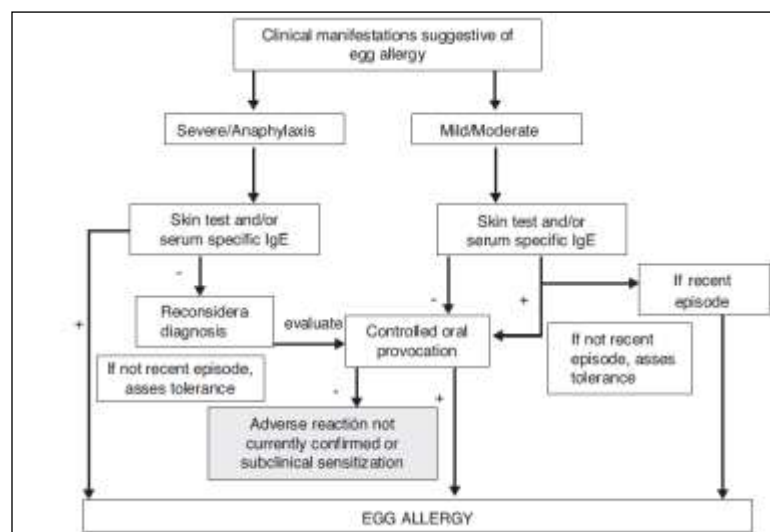 Clinical manifestations suggestive of
egg allergy
Severe/Anaphylaxis
Mild/Moderate
Skin test and/or
serum specific IgE
Skin test and/or
serum specific IgE
-
-
+
If recent
episode
+
Reconsidera
diagnosis
evaluate
Controlled oral
provocation
If not recent
episode, asses
tolerance
If not recent episode,
asses tolerance
-
+
Adverse reaction not
currently confirmed or
subclinical sensitization
EGG ALLERGY